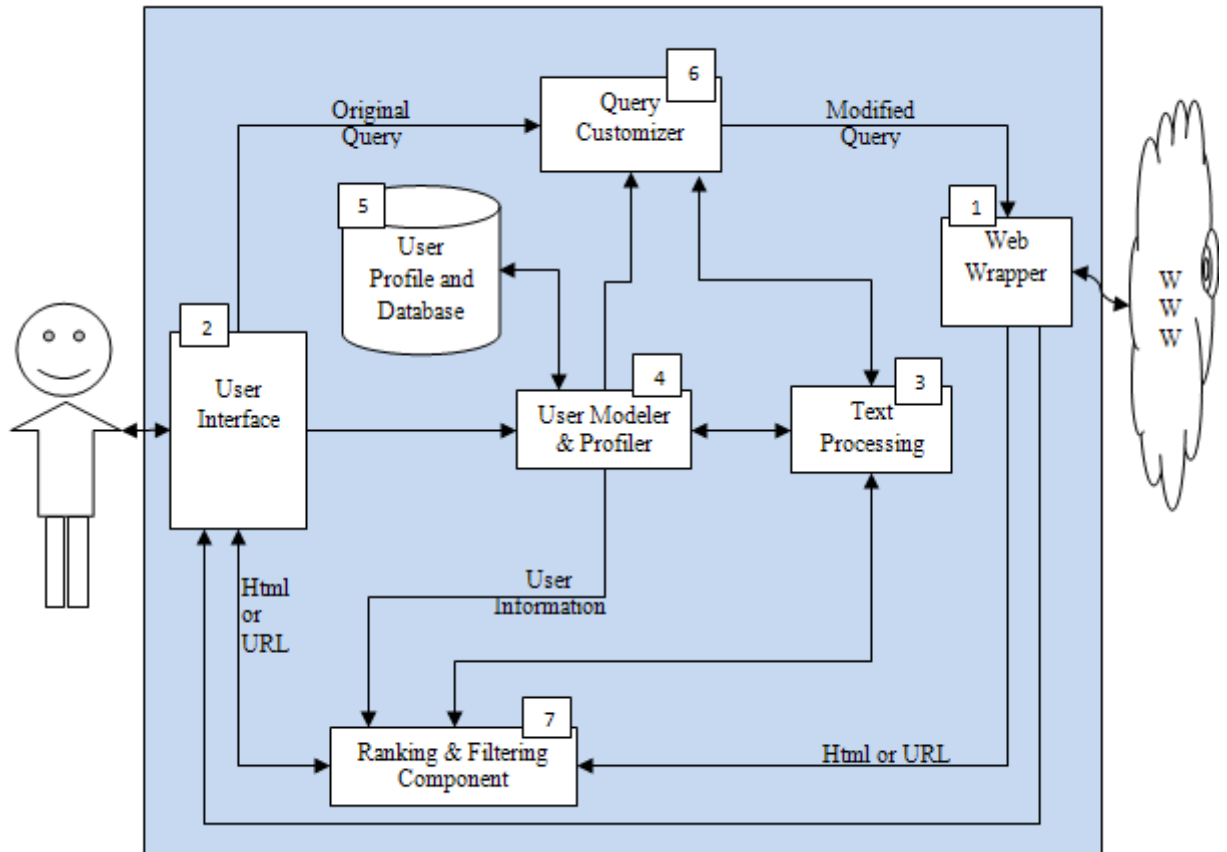 6
Query
Customizer
Original
Query
Modified
Query
5
User
Profile and
Database
1
Web
Wrapper
W
W
W
2
User
Interface
4
User Modeler
& Profiler
3
Text
Processing
Html
or
URL
User
Information
7
Ranking & Filtering
Component
Html or URL